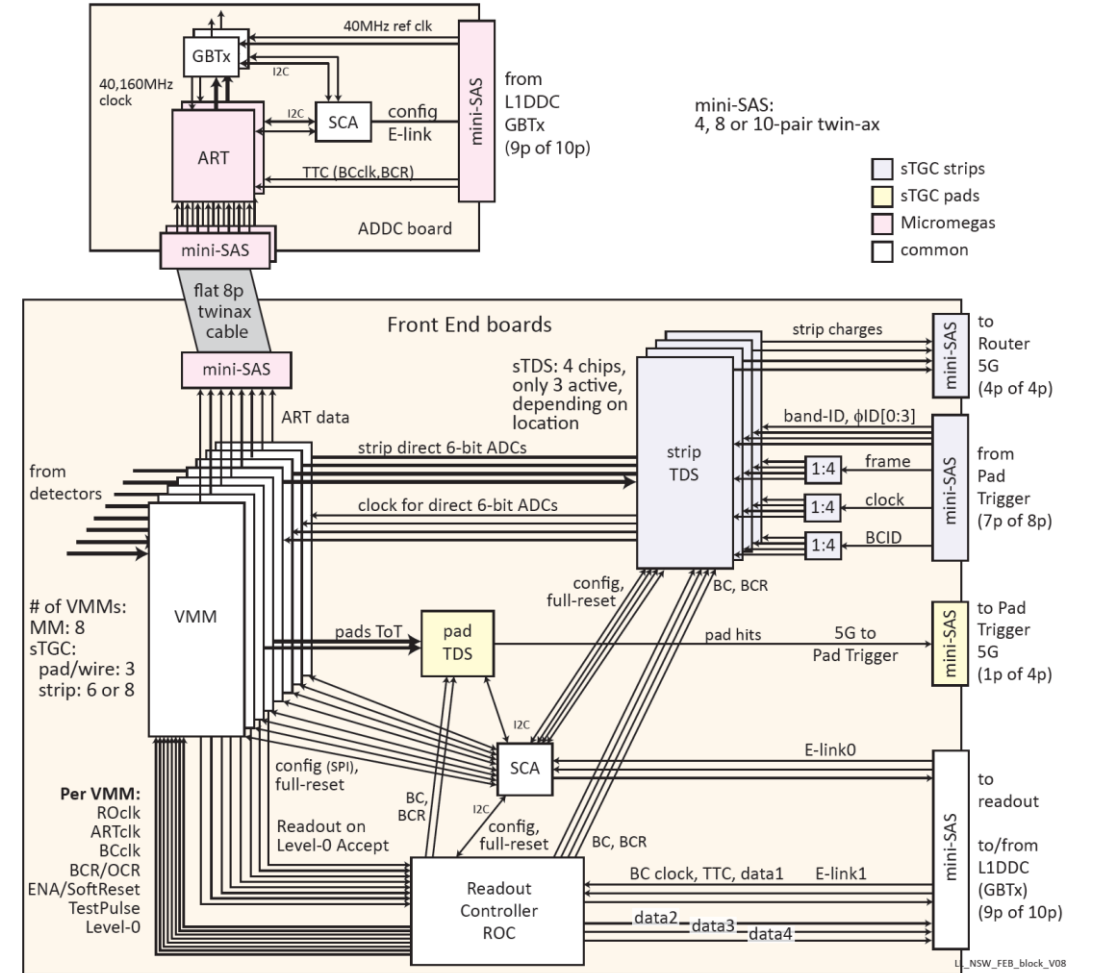 40MHz ref clk
GBTx
I2C
40,160MHz
clock
I2C
SCA
config
E-link
ART
TTC (BCclk,BCR)
mini-SAS
from
L1DDC
GBTx
(9p of 10p)
mini-SAS:
4, 8 or 10-pair twin-ax
sTGC strips
sTGC pads
Micromegas
common
ADDC board
mini-SAS
flat 8p
twinax
cable
Front End boards
mini-SAS
ART data
sTDS: 4 chips,
only 3 active,
depending on
location
strip charges
mini-SAS
to
Router
5G
(4p of 4p)
band-ID, ϕID[0:3]
frame
1:4
clock
1:4
BCID
1:4
mini-SAS
from
Pad
Trigger
(7p of 8p)
strip
TDS
strip direct 6-bit ADCs
clock for direct 6-bit ADCs
from
detectors
VMM
# of VMMs:
MM: 8
sTGC:
pad/wire: 3
strip: 6 or 8
config,
full-reset
BC, BCR
pads ToT
pad
TDS
pad hits
5G to
Pad Trigger
mini-SAS
to Pad
Trigger
5G
(1p of 4p)
I2C
SCA
E-link0
config (SPI),
full-reset
BC,
BCR
I2C
config,
full-reset
BC, BCR
Per VMM:
ROclk
ARTclk
BCclk
BCR/OCR
ENA/SoftReset
TestPulse
Level-0
Readout on
Level-0 Accept
Readout
Controller
ROC
BC clock, TTC, data1
E-link1
data2
data3
data4
mini-SAS
to
readout
to/from
L1DDC
(GBTx)
(9p of 10p)